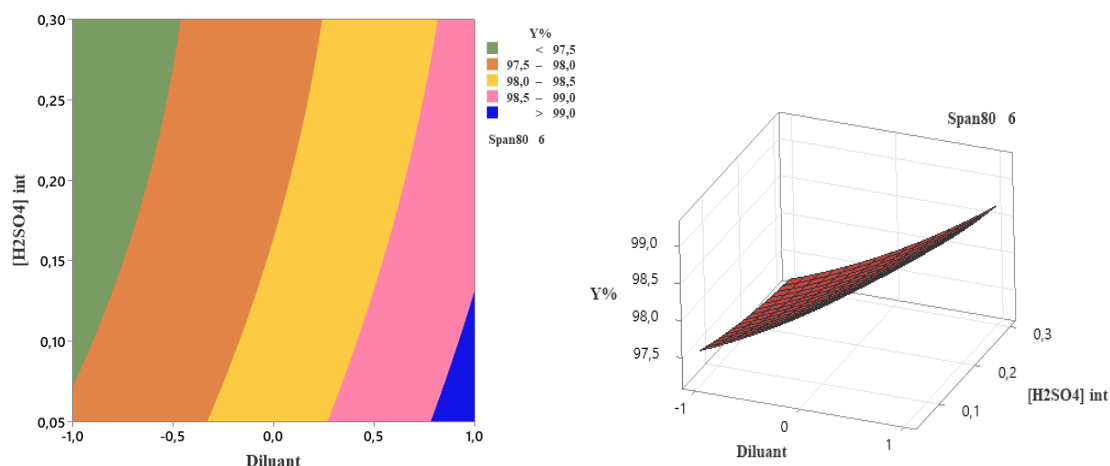 Y%
< 97,5
97,5 – 98,0
98,0 – 98,5
98,5 – 99,0
> 99,0
Span80 6
0,30
0,25
0,20
0,15
0,10
0,05
[H2SO4] int
-1,0
-0,5
0,0
0,5
1,0
Diluant
Span80 6
99,0
98,5
98,0
97,5
Y%
-1
0
1
Diluant
0,3
0,2
0,1
[H2SO4] int